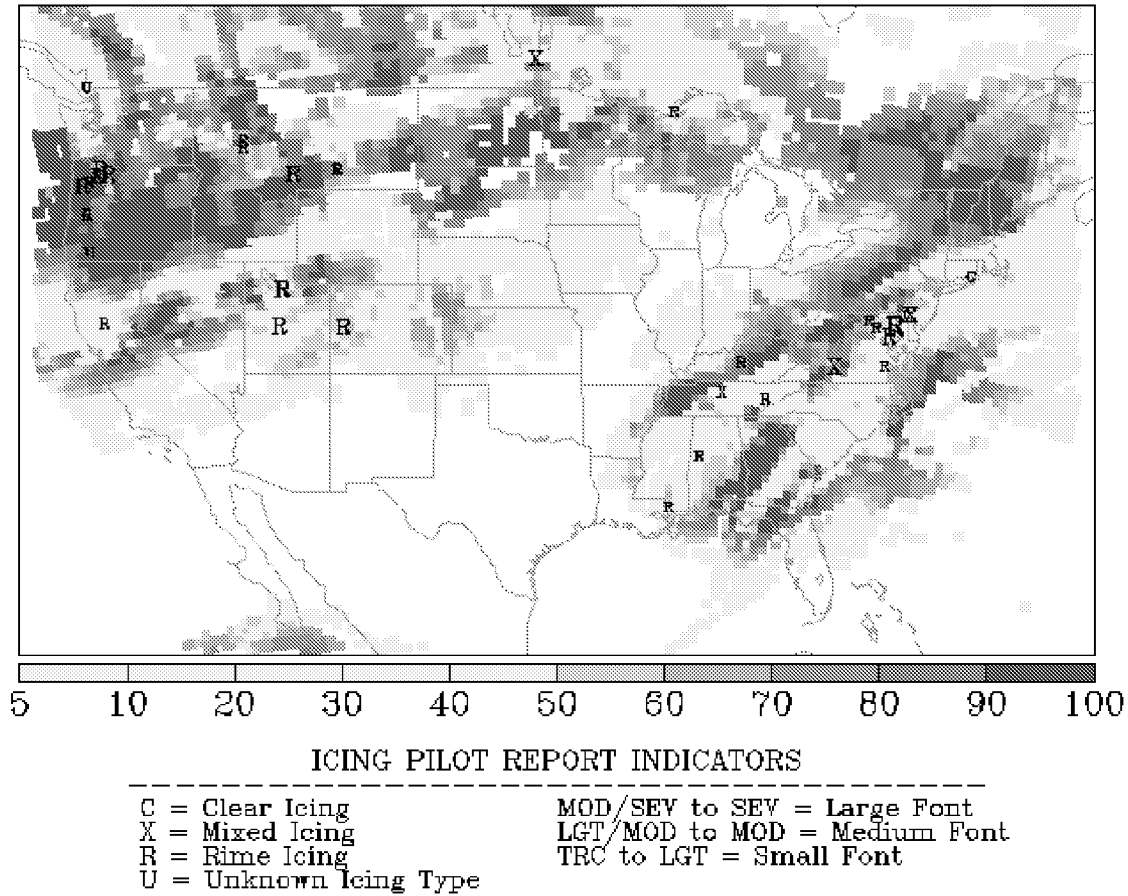 U
X
R
R
R
R
R
R
R
R
R
U
C
R
R
R
R
X
R
R
R
R
R
X
R
X
R
R
R
5 10 20 30 40 50 60 70 80 90 100
ICING PILOT REPORT INDICATORS
C = Clear Icing MOD/SEV to SEV = Large Font
X = Mixed Icing LGT/MOD to MOD = Medium Font
R = Rime Icing TRC to LGT = Small Font
U = Unknown Icing Type